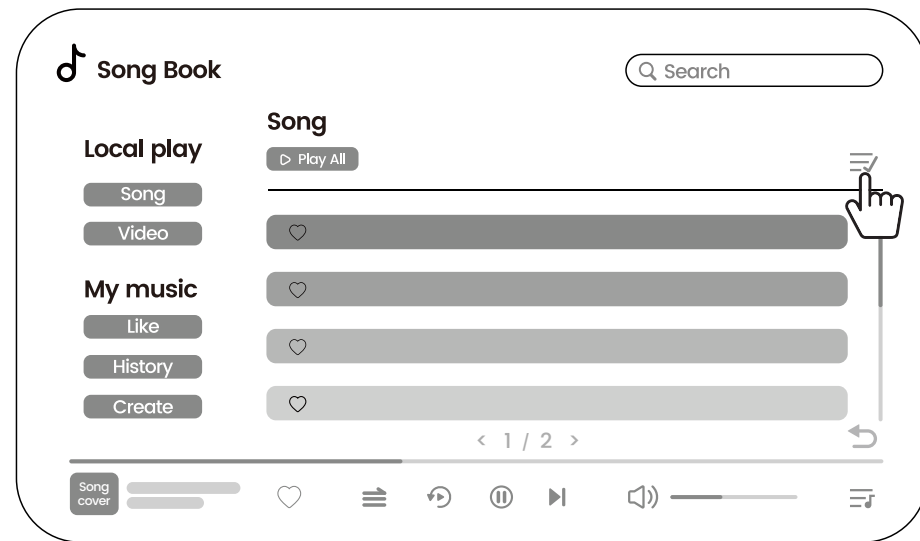 Song Book
Search
Local play
Song
Video
My music
Like
History
Create
Song
Play All
< 1 / 2 >
Song
cover